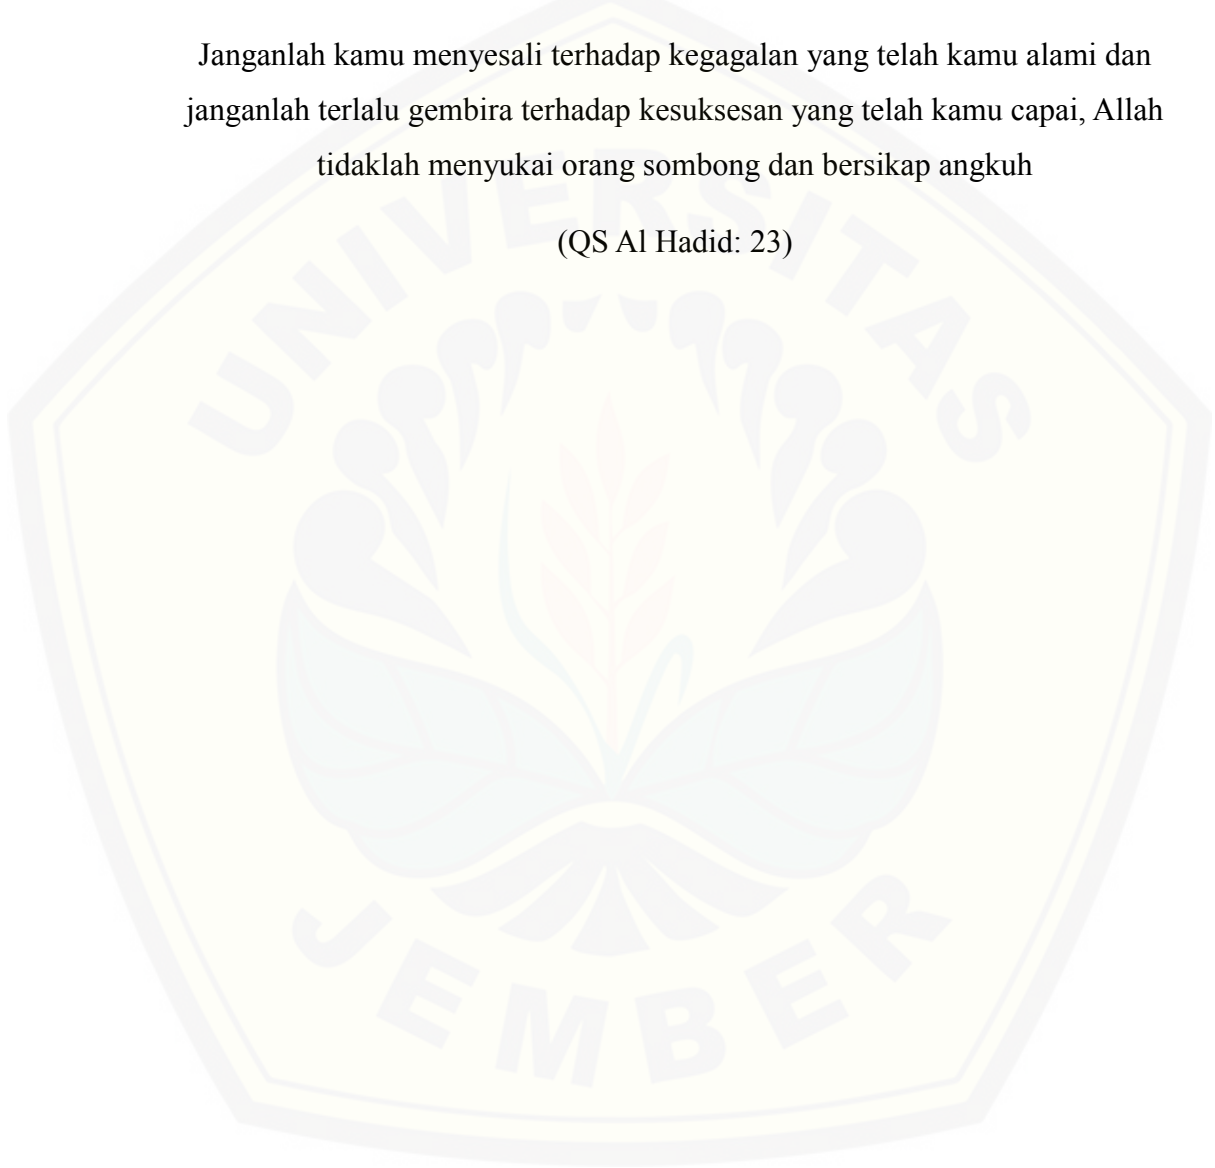 Janganlah kamu menyesali terhadap kegagalan yang telah kamu alami dan
janganlah terlalu gembira terhadap kesuksesan yang telah kamu capai, Allah
tidaklah menyukai orang sombong dan bersikap angkuh
(QS Al Hadid: 23)
UNIVERSITAS
JEMBER